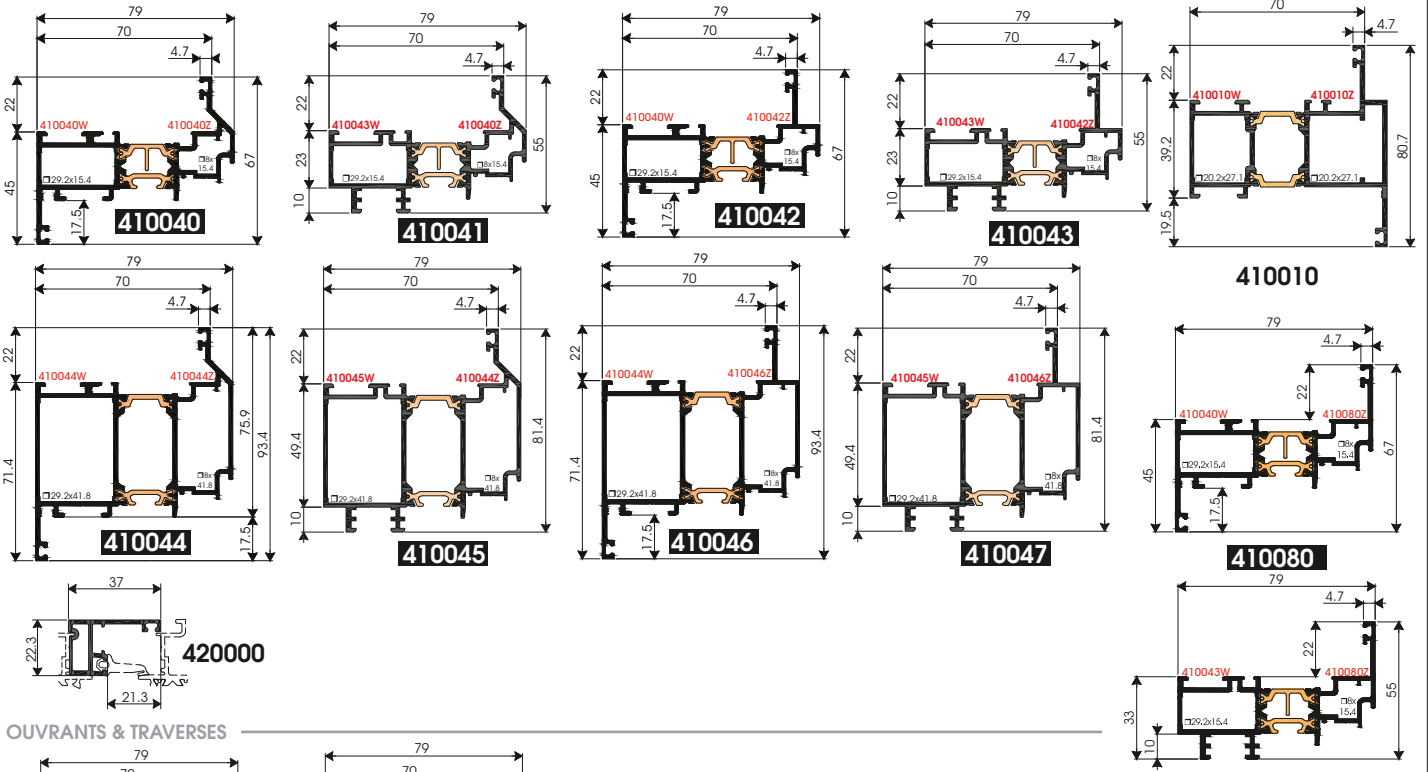 79
70
4.7
22
45
67
17.5
410040W
410040Z
☐8x
15.4
☐29.2x15.4
410040
79
70
4.7
22
23
10
55
410043W
410040Z
☐8x15.4
☐29.2x15.4
410041
79
70
4.7
22
45
67
17.5
410040W
410042Z
☐8x
15.4
☐29.2x15.4
410042
79
70
4.7
22
23
10
55
410043W
410042Z
☐8x
15.4
☐29.2x15.4
410043
70
4.7
22
39.2
19.5
80.7
410010W
410010Z
☐20.2x27.1
☐20.2x27.1
410010
79
70
4.7
22
71.4
75.9
93.4
17.5
410044W
410044Z
☐8x
41.8
☐29.2x41.8
410044
79
70
4.7
22
49.4
10
81.4
410045W
410044Z
☐8x
41.8
☐29.2x41.8
410045
79
70
4.7
22
71.4
93.4
17.5
410044W
410046Z
☐8x
41.8
☐29.2x41.8
410046
79
70
4.7
22
49.4
10
81.4
410045W
410046Z
☐8x
41.8
☐29.2x41.8
410047
79
4.7
22
45
67
17.5
410040W
410080Z
☐8x
15.4
☐29.2x15.4
410080
37
22.3
21.3
420000
79
4.7
22
33
10
55
410043W
410080Z
☐8x
15.4
☐29.2x15.4
OUVRANTS & TRAVERSES
79
79
70